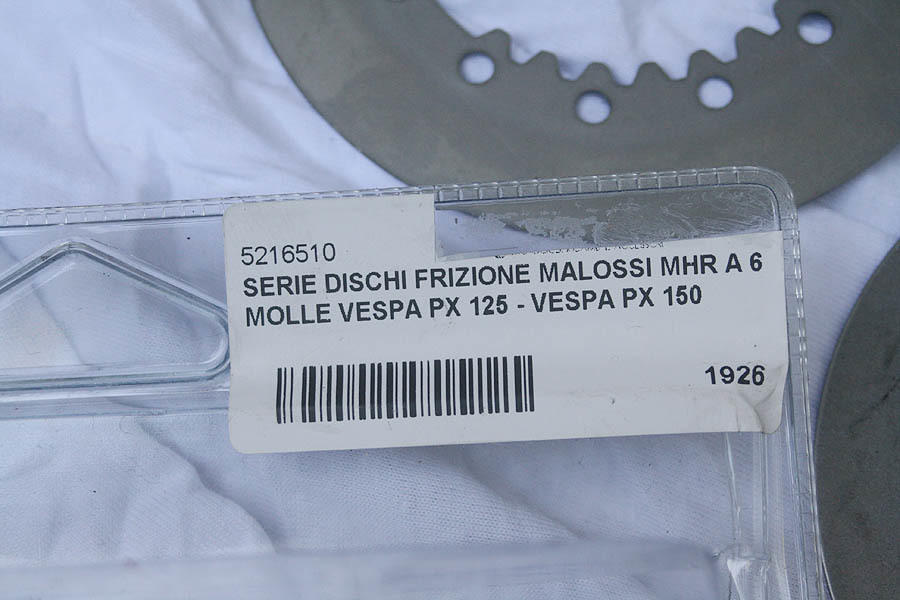 5216510
SERIE DISCHI FRIZIONE MALOSSI MHR A 6
MOLLE VESPA PX 125 - VESPA PX 150
1926